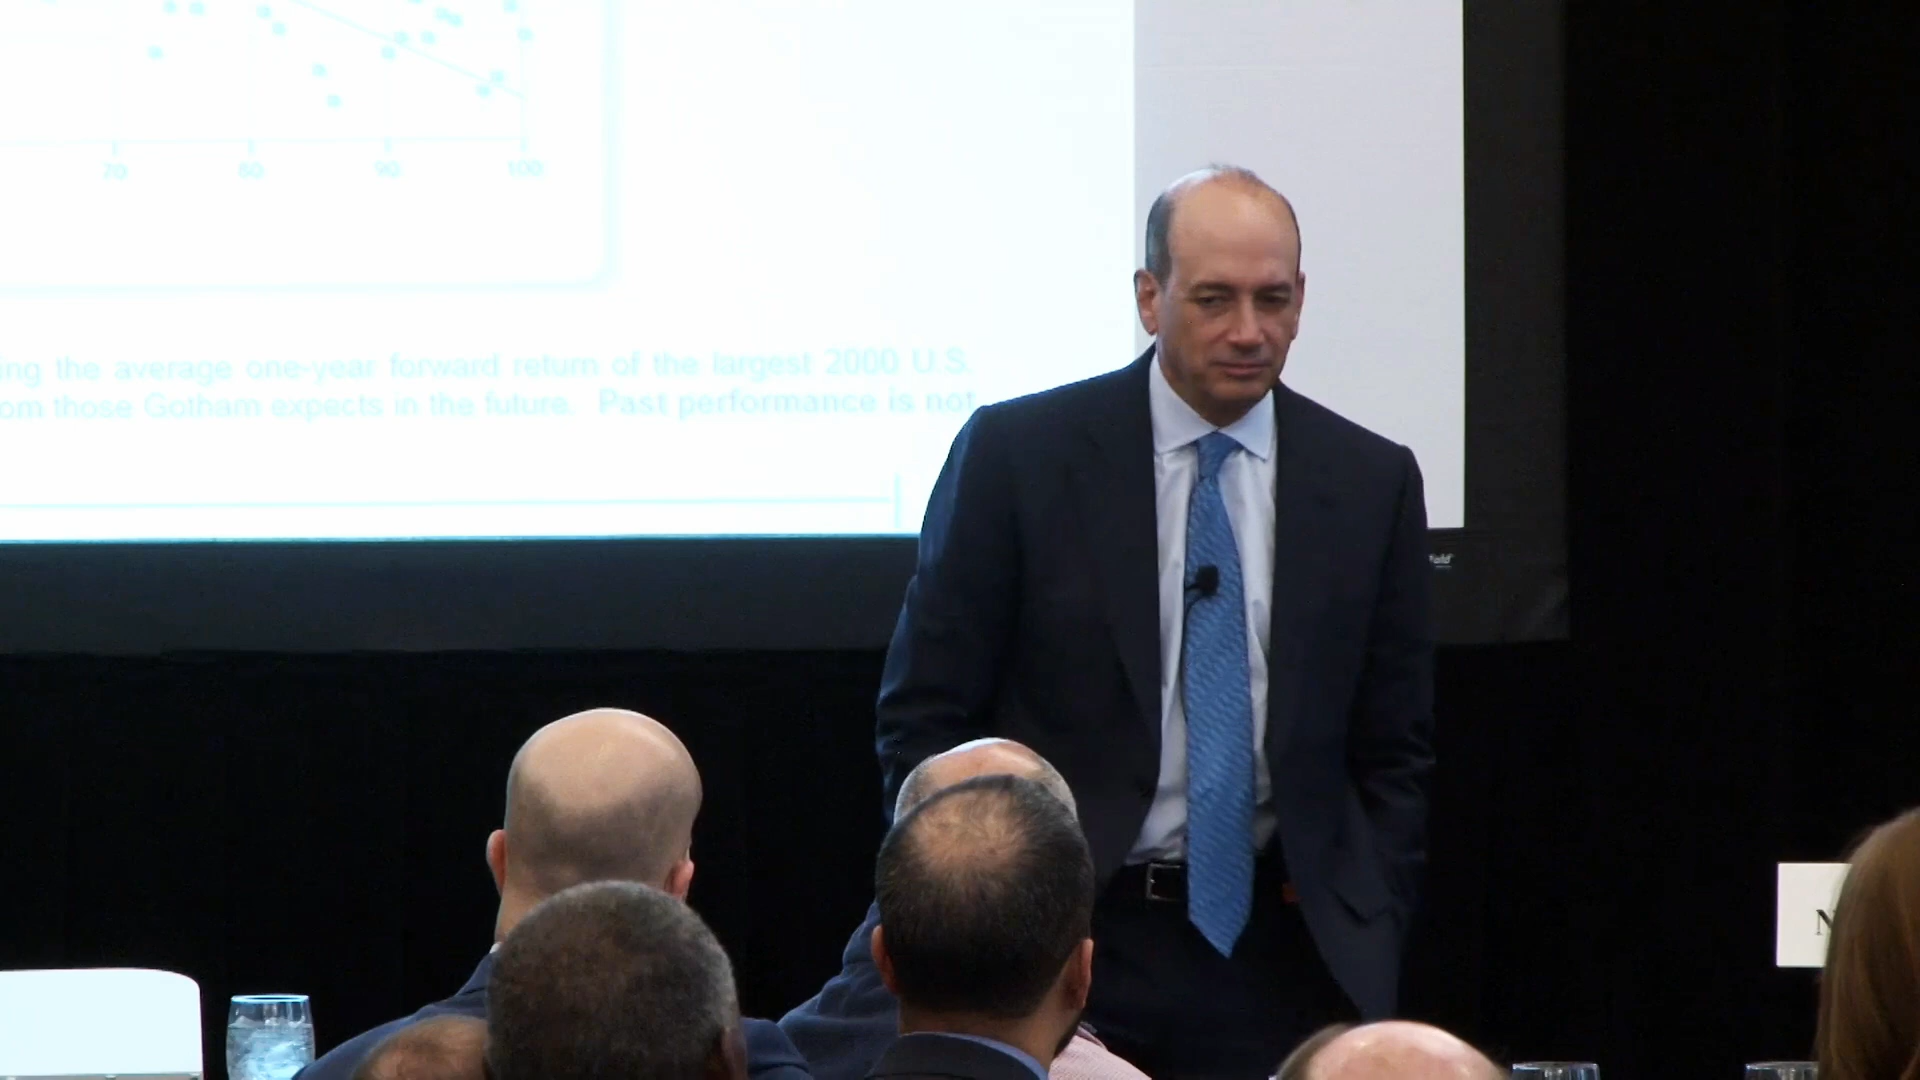 70 80 90 100
ing the average one-year forward return of the largest 2000 U.S.
om those Gotham expects in the future. Past performance is not
N